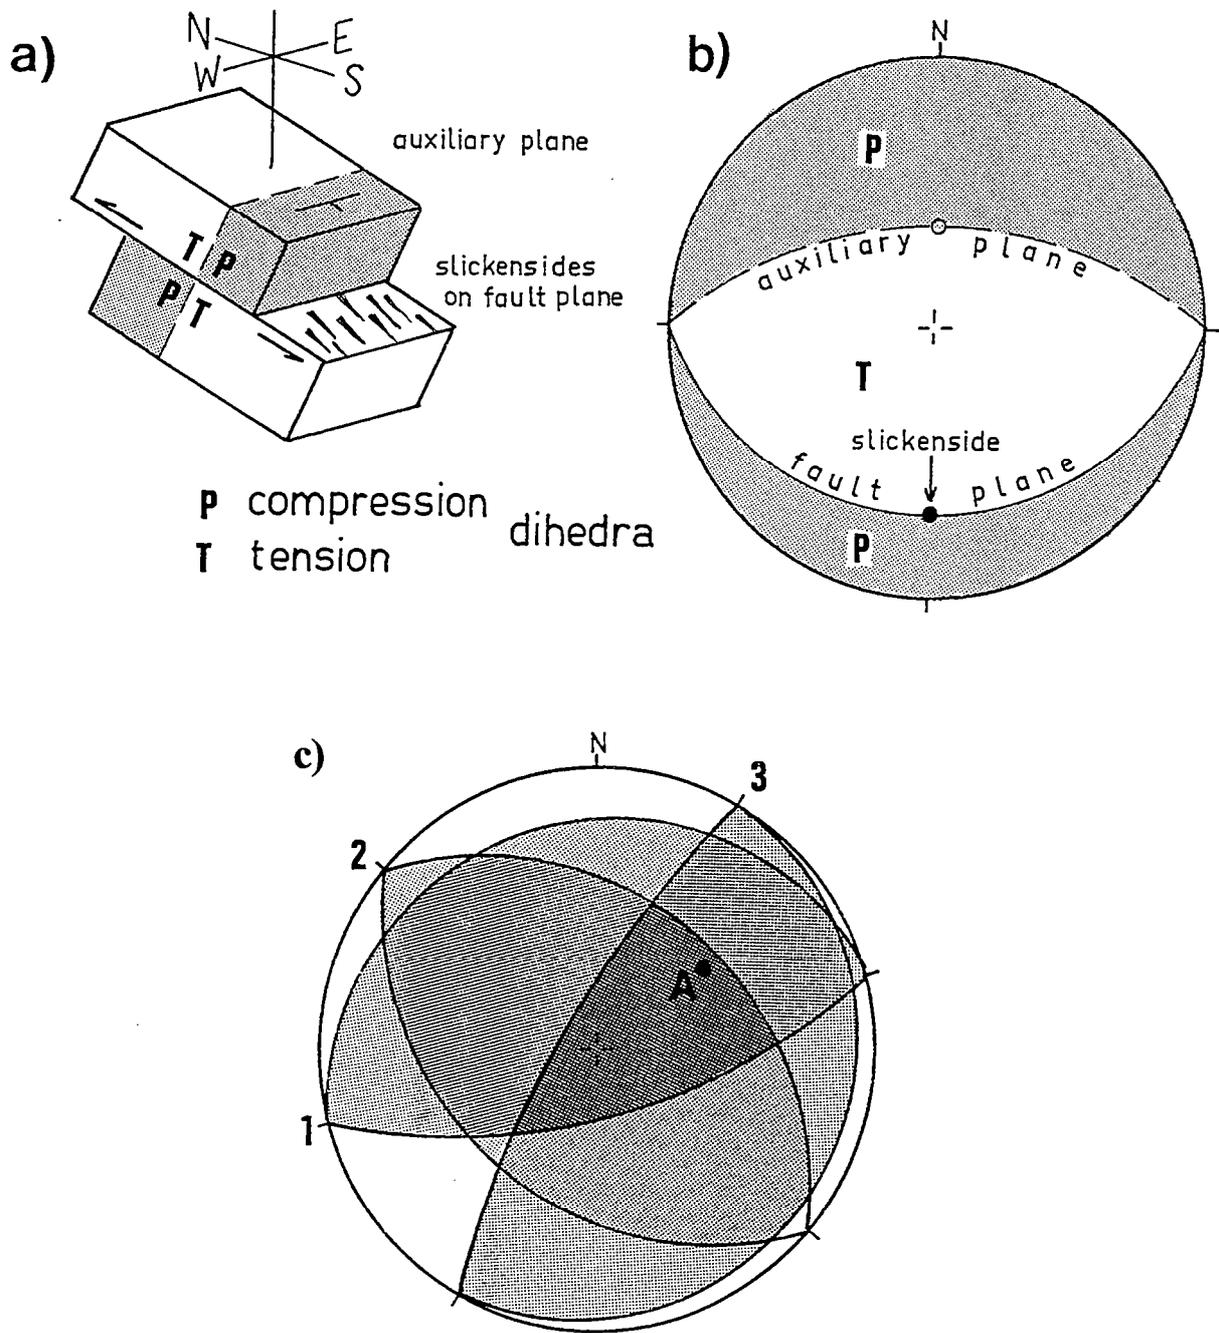 a)
N
E
W
S
auxiliary plane
T
P
P
T
slickensides
on fault plane
P compression
T tension
dihedra
b)
N
P
auxiliary plane
T
slickenside
fault plane
P
c)
N
3
2
A
1